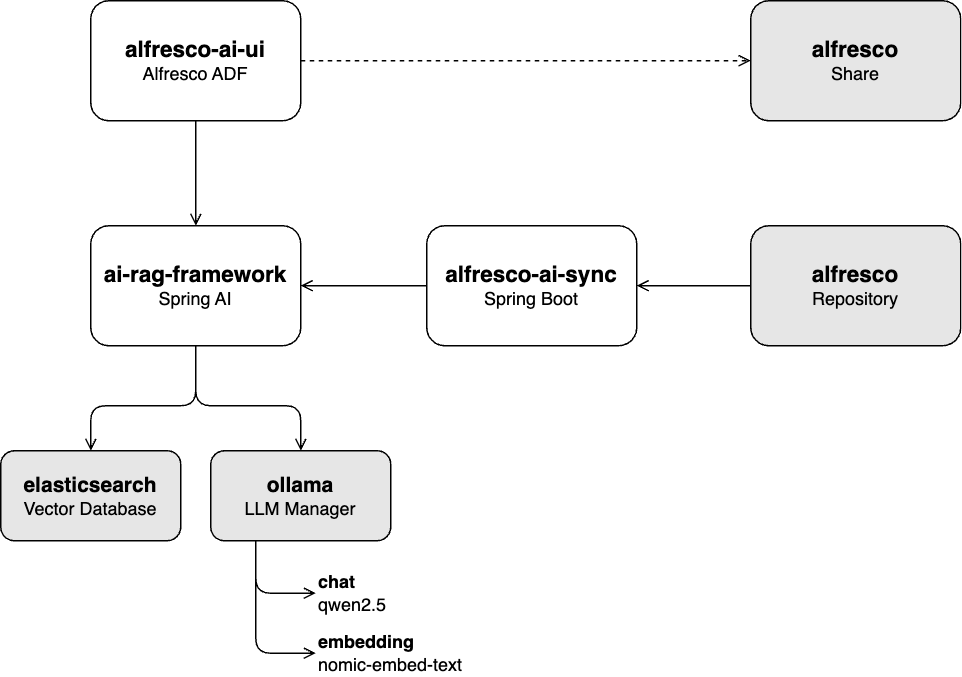 alfresco-ai-ui
Alfresco ADF
alfresco
Share
ai-rag-framework
Spring AI
alfresco-ai-sync
Spring Boot
alfresco
Repository
elasticsearch
Vector Database
ollama
LLM Manager
chat
qwen2.5
embedding
nomic-embed-text